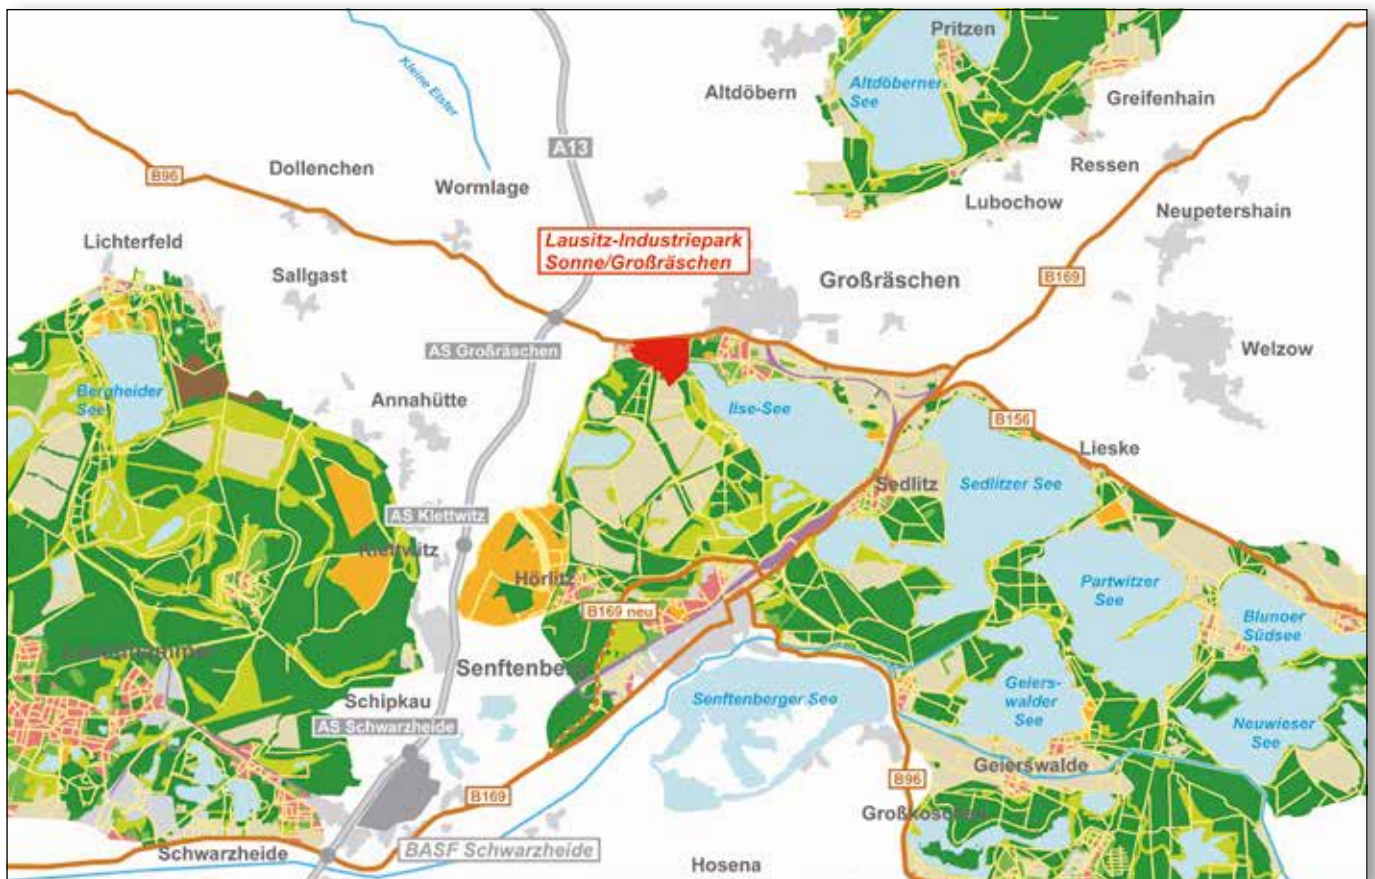 Pritzen
Kleine Elster
Altdöbern
Altdöberner
See
Greifenhain
A13
Dollenchen
B96
Wormlage
Ressen
Lubochow
Neupetershain
Lichterfeld
Lausitz-Industriepark
Sonne/Großräschen
Sallgast
Großräschen
B169
AS Großräschen
Welzow
Bergheider
See
Annahütte
Ilse-See
B156
Lieske
Sedlitz
Sedlitzer See
AS Klettwitz
Klettwitz
Hörlitz
B169 neu
Partwitzer
See
Blunoer
Südsee
Senftenberg
Schipkau
Senftenberger See
Geiers-
walder
See
Neuwieser
See
AS Schwarzheide
Geierswalde
B96
B169
Großkoschen
Schwarzheide
BASF Schwarzheide
Hosena